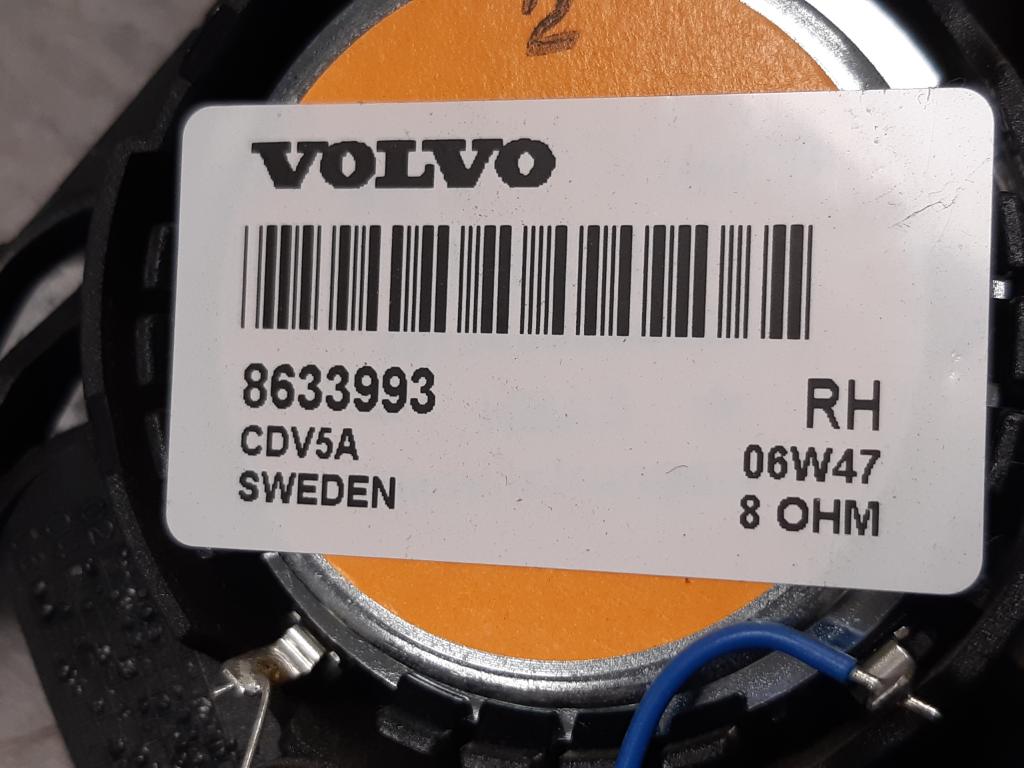 2
VOLVO
8633993
RH
CDV5A
06W47
SWEDEN
8 OHM